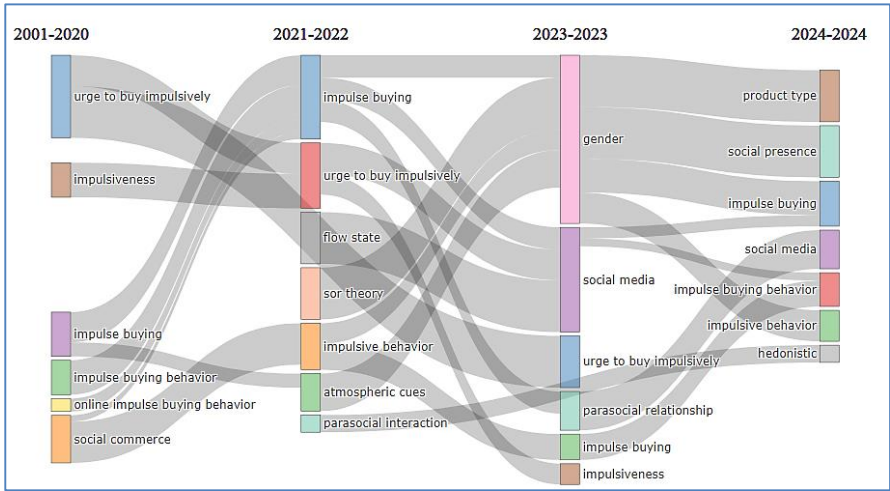 2001-2020
2021-2022
2023-2023
2024-2024
urge to buy impulsively
impulsiveness
impulse buying
impulse buying behavior
online impulse buying behavior
social commerce
impulse buying
urge to buy impulsively
flow state
sor theory
impulsive behavior
atmospheric cues
parasocial interaction
gender
social media
urge to buy impulsively
parasocial relationship
impulse buying
impulsiveness
product type
social presence
impulse buying
social media
impulse buying behavior
impulsive behavior
hedonistic